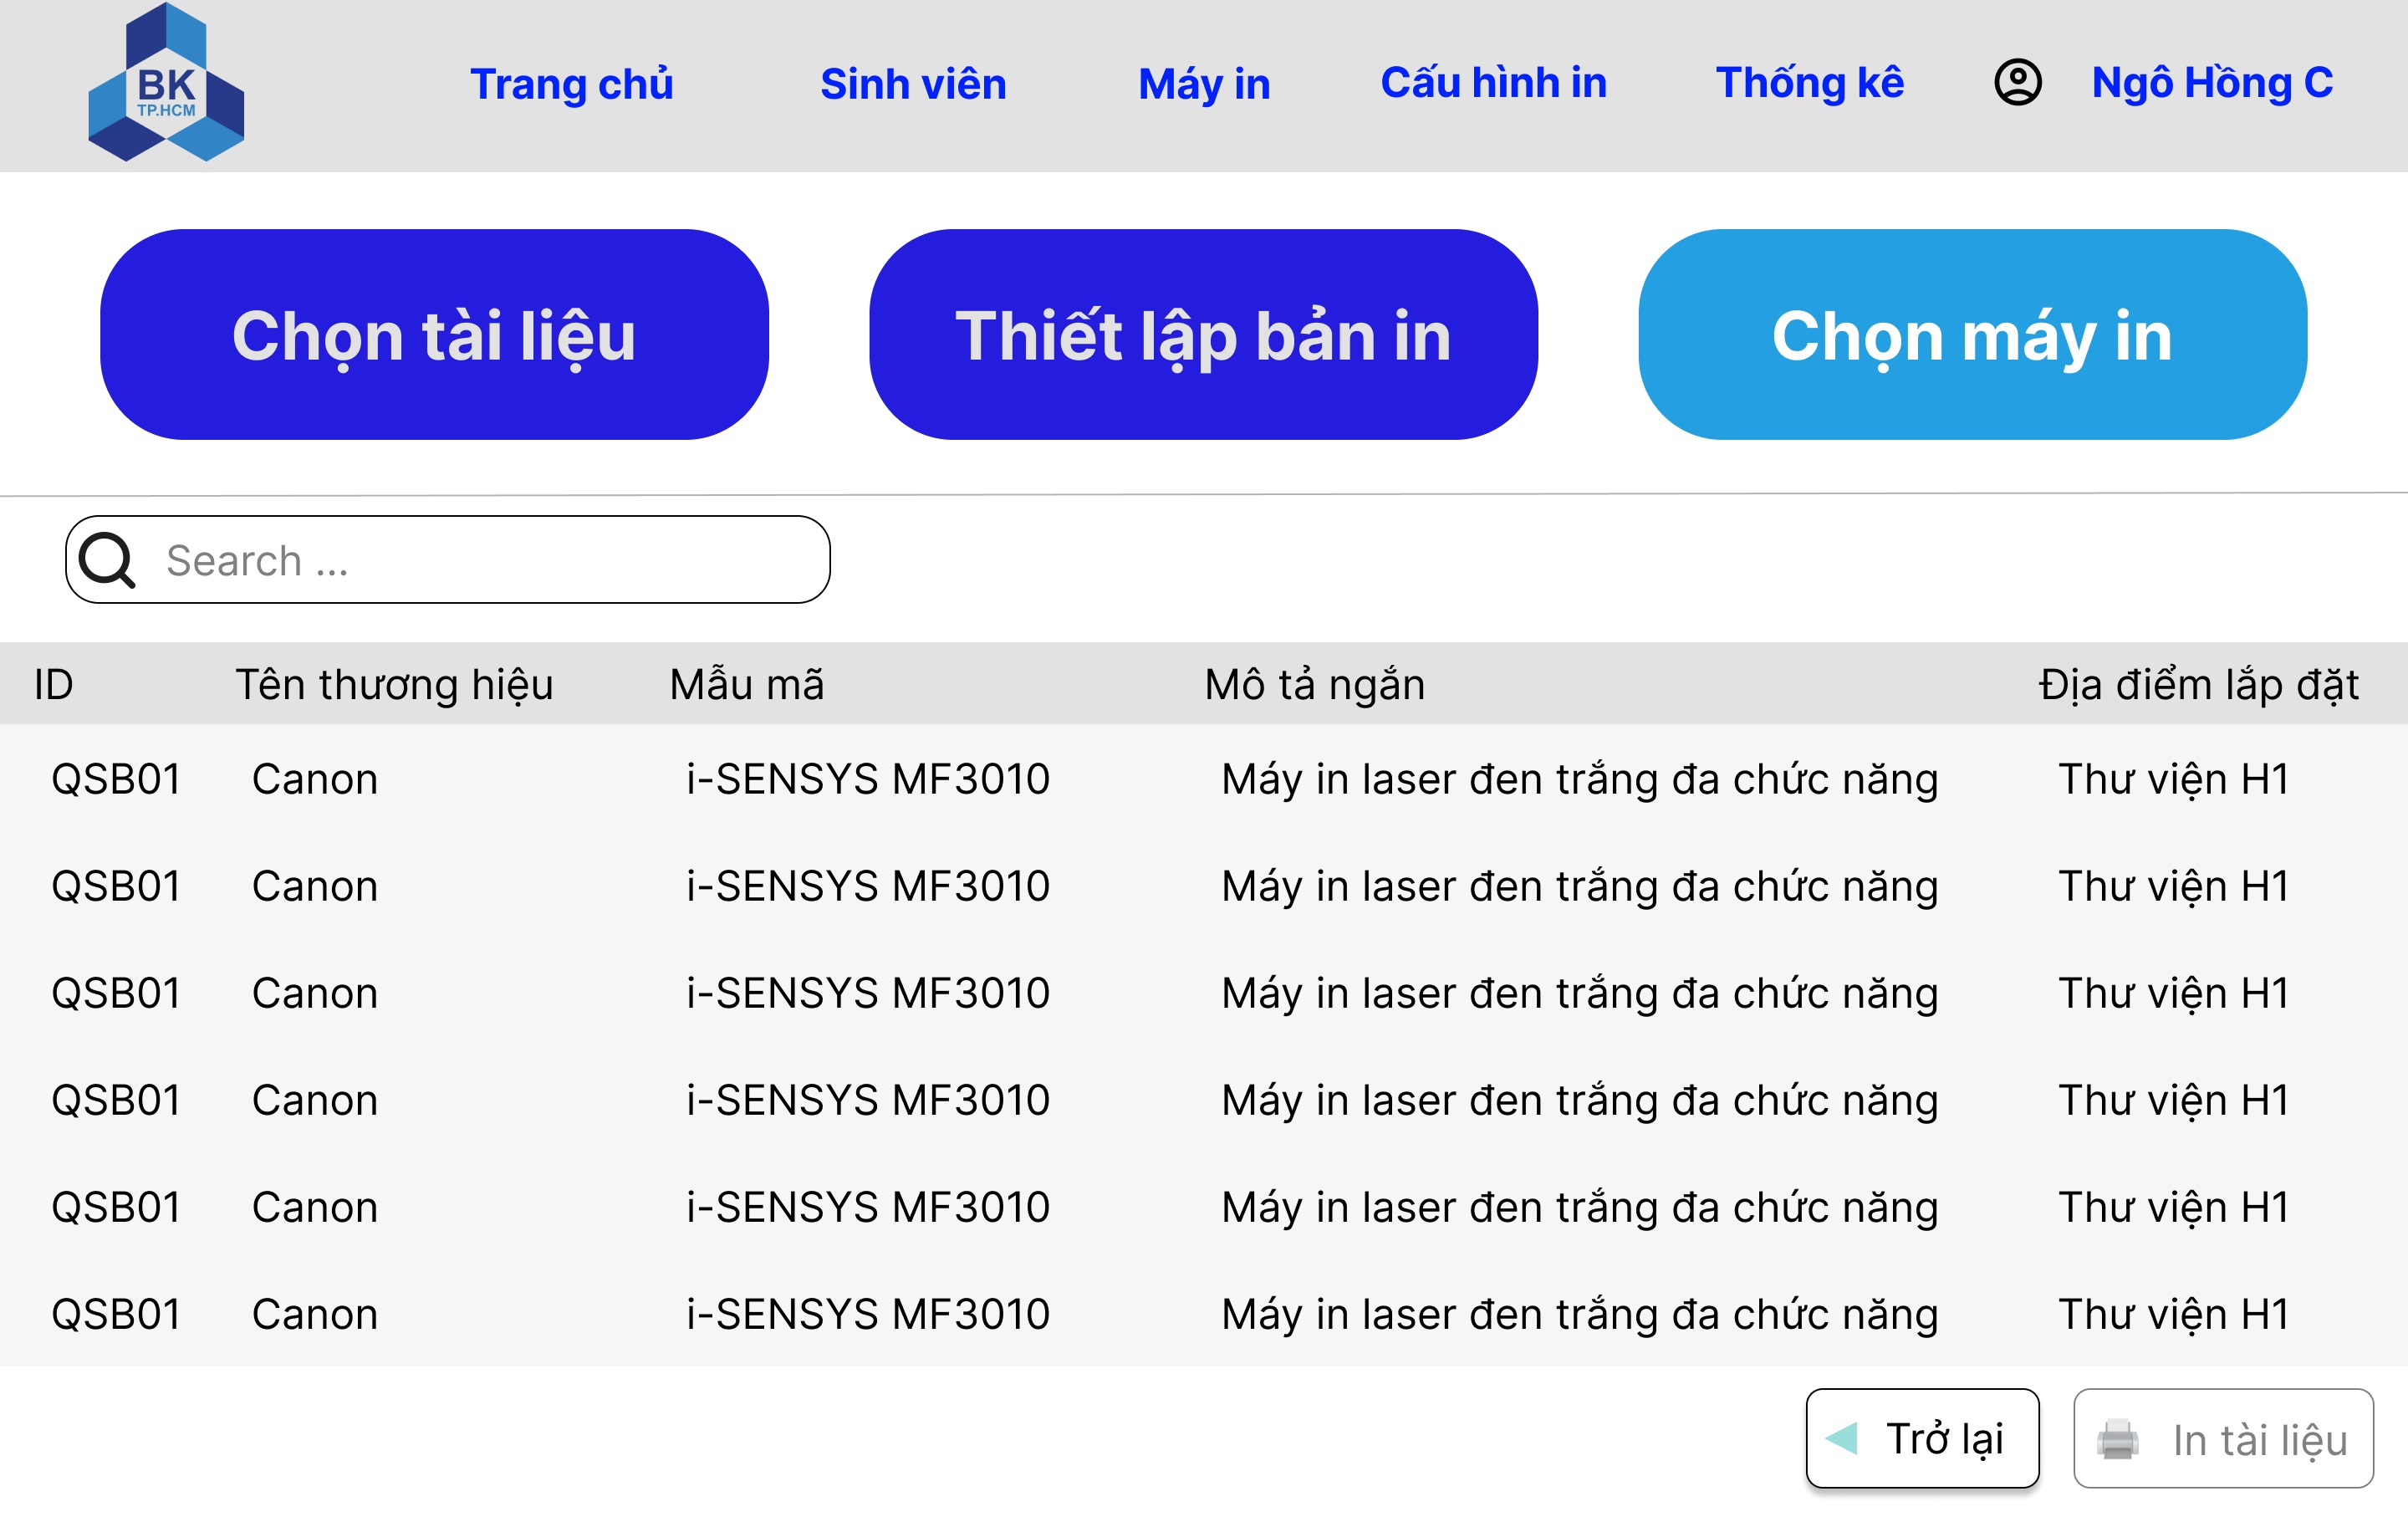 BK
TP.HCM
Trang chủ Sinh viên Máy in Cấu hình in Thống kê Ngô Hồng C
Chọn tài liệu Thiết lập bản in Chọn máy in
Search ...
ID Tên thương hiệu Mẫu mã Mô tả ngắn Địa điểm lắp đặt
QSB01 Canon i-SENSYS MF3010 Máy in laser đen trắng đa chức năng Thư viện H1
QSB01 Canon i-SENSYS MF3010 Máy in laser đen trắng đa chức năng Thư viện H1
QSB01 Canon i-SENSYS MF3010 Máy in laser đen trắng đa chức năng Thư viện H1
QSB01 Canon i-SENSYS MF3010 Máy in laser đen trắng đa chức năng Thư viện H1
QSB01 Canon i-SENSYS MF3010 Máy in laser đen trắng đa chức năng Thư viện H1
QSB01 Canon i-SENSYS MF3010 Máy in laser đen trắng đa chức năng Thư viện H1
Trở lại In tài liệu